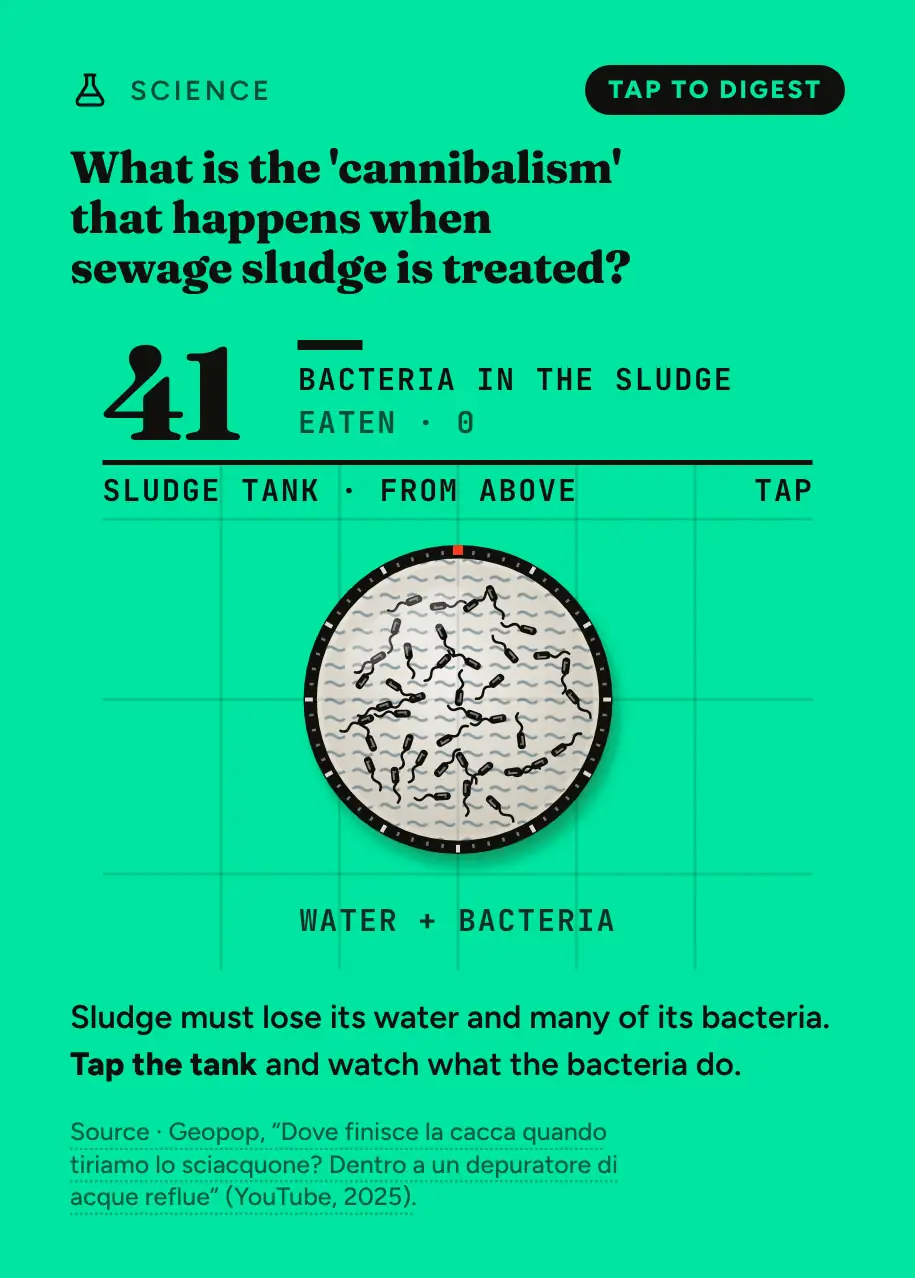 SCIENCE
TAP TO DIGEST
What is the 'cannibalism'
that happens when
sewage sludge is treated?
41
BACTERIA IN THE SLUDGE
EATEN · 0
SLUDGE TANK · FROM ABOVE
TAP
WATER + BACTERIA
Sludge must lose its water and many of its bacteria.
Tap the tank and watch what the bacteria do.
Source · Geopop, “Dove finisce la cacca quando
tiriamo lo sciacquone? Dentro a un depuratore di
acque reflue” (YouTube, 2025).